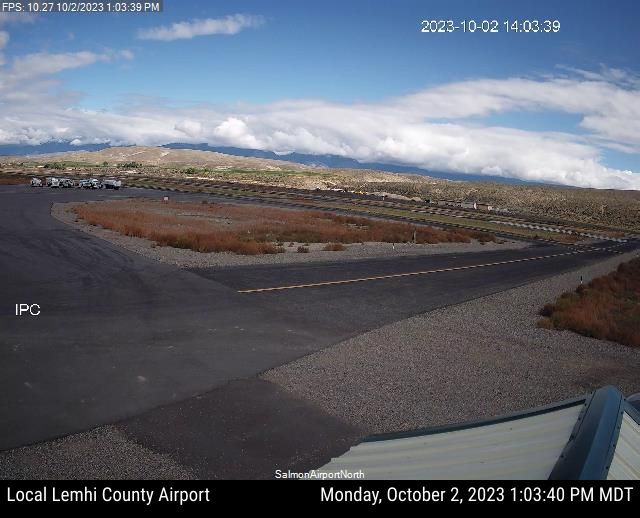 FPS: 10.27 10/2/2023 1:03:39 PM
2023-10-02 14:03:39
IPC
SalmonAirportNorth
Local Lemhi County Airport Monday, October 2, 2023 1:03:40 PM MDT